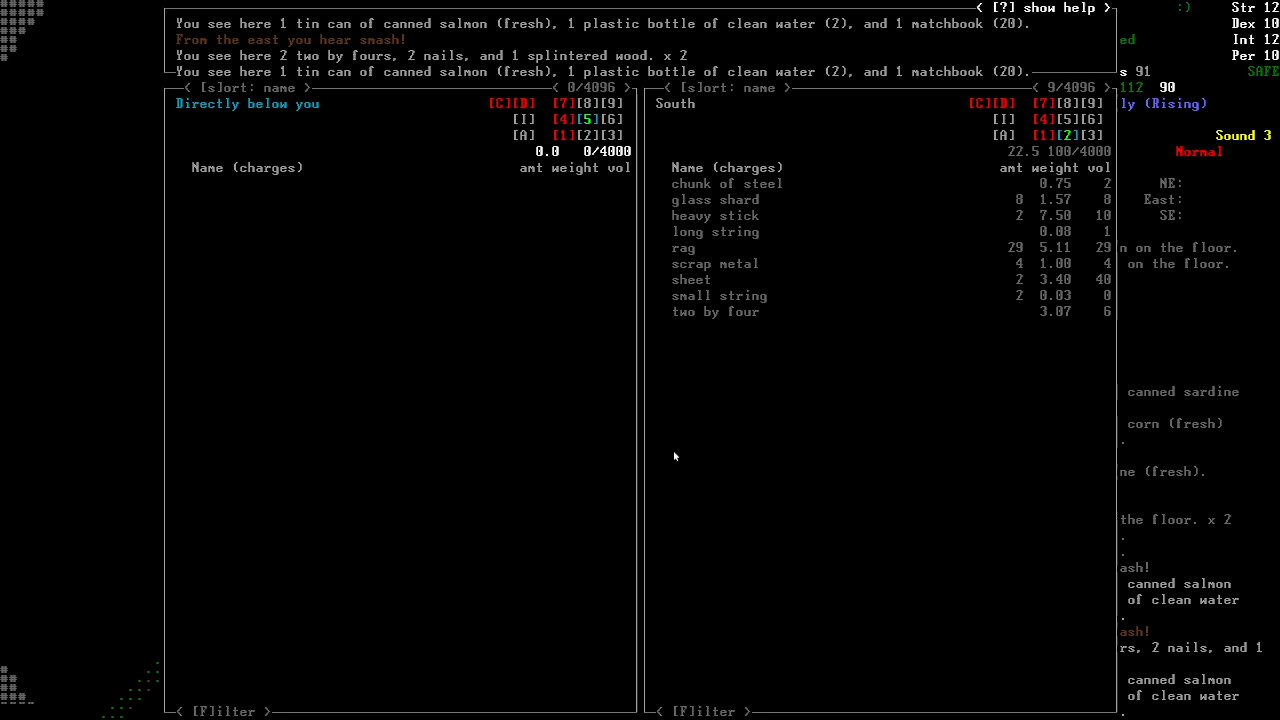 < [?] show help > :) Str 12
You see here 1 tin can of canned salmon (fresh), 1 plastic bottle of clean water (2), and 1 matchbook (20). Dex 10
From the east you hear smash! ed Int 12
You see here 2 two by fours, 2 nails, and 1 splintered wood. x 2 Per 10
You see here 1 tin can of canned salmon (fresh), 1 plastic bottle of clean water (2), and 1 matchbook (20). s 91 SAFE
< [s]ort: name > < 0/4096 > < [s]ort: name > < 9/4096 > 112 90
Directly below you [C][D] [7][8][9] South [C][D] [7][8][9] ly (Rising)
[I] [4][5][6] [I] [4][5][6]
[A] [1][2][3] [A] [1][2][3] Sound 3
0.0 0/4000 22.5 100/4000 Normal
Name (charges) amt weight vol Name (charges) amt weight vol
chunk of steel 0.75 2 NE:
glass shard 8 1.57 8 East:
heavy stick 2 7.50 10 SE:
long string 0.08 1
rag 29 5.11 29 n on the floor.
scrap metal 4 1.00 4 on the floor.
sheet 2 3.40 40
small string 2 0.03 0
two by four 3.07 6
canned sardine
corn (fresh)
.
ne (fresh).
the floor. x 2
.
.
ash!
canned salmon
of clean water
.
ash!
rs, 2 nails, and 1
canned salmon
of clean water
< [F]ilter > < [F]ilter > .